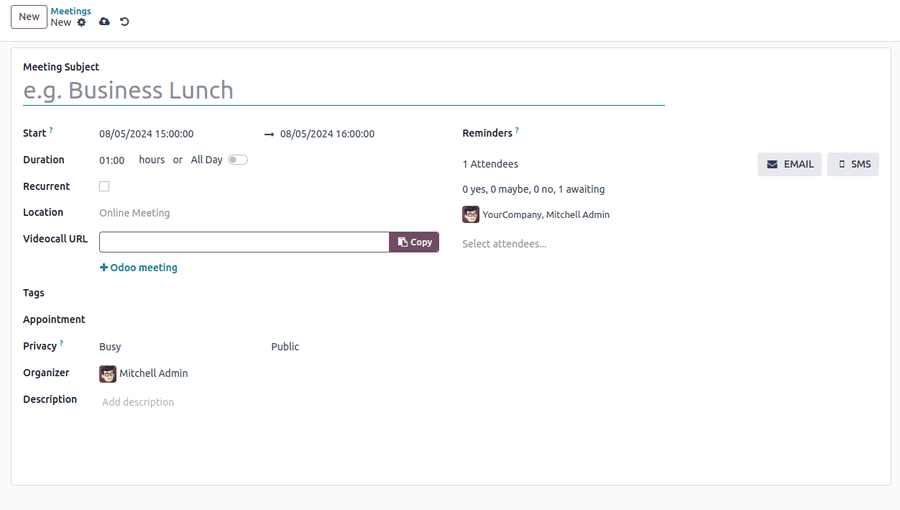 New
Meetings
New
Meeting Subject
e.g. Business Lunch
Start ? 08/05/2024 15:00:00 → 08/05/2024 16:00:00
Duration 01:00 hours or All Day
Recurrent
Location Online Meeting
Videocall URL Copy
+ Odoo meeting
Tags
Appointment
Privacy ? Busy Public
Organizer Mitchell Admin
Description Add description
Reminders ?
1 Attendees EMAIL SMS
0 yes, 0 maybe, 0 no, 1 awaiting
YourCompany, Mitchell Admin
Select attendees...